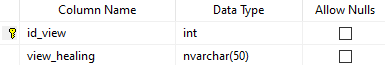 Column Name Data Type Allow Nulls
id_view int
view_healing nvarchar(50)